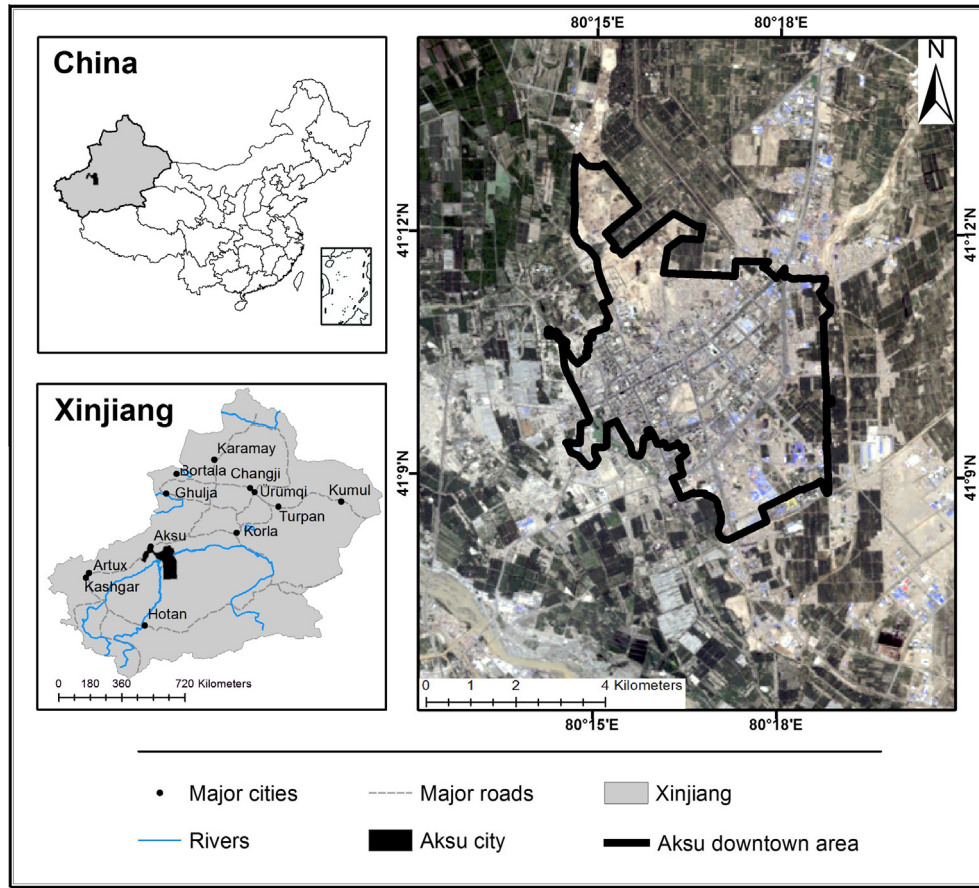 China
Xinjiang
Karamay
Bortala
Changji
Ghulja
Urumqi
Kumul
Turpan
Aksu
Korla
Artux
Kashgar
Hotan
0 180 360 720 Kilometers
80°15'E 80°18'E
N
41°12'N 41°12'N
41°9'N 41°9'N
0 1 2 4 Kilometers
80°15'E 80°18'E
Major cities Major roads Xinjiang
Rivers Aksu city Aksu downtown area